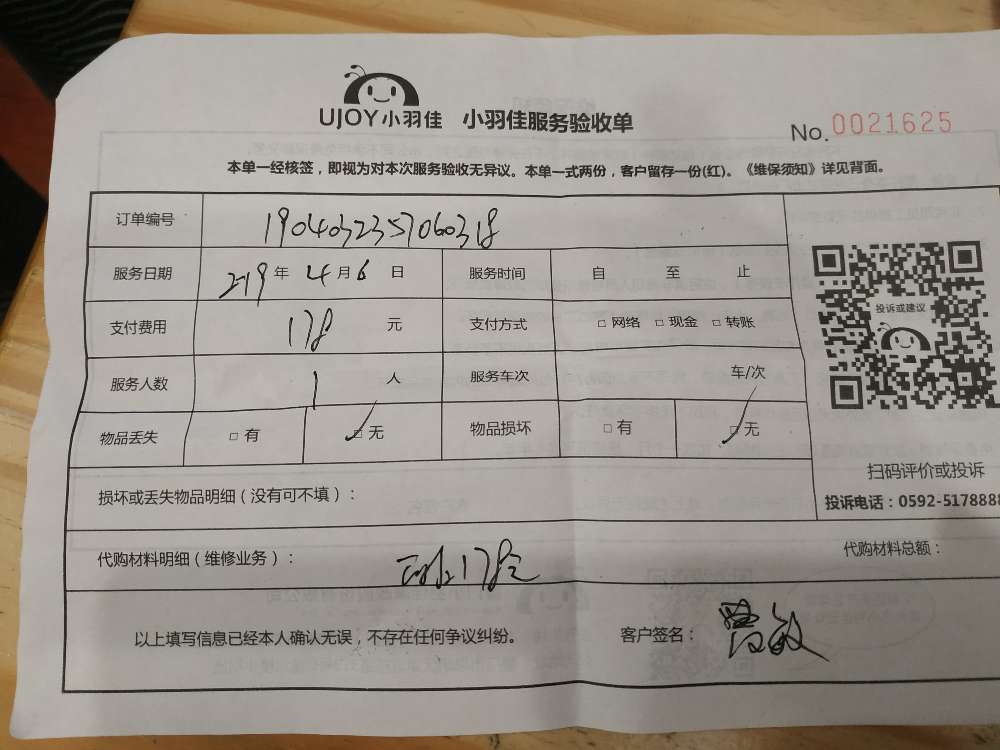 UJOY小羽佳 小羽佳服务验收单
No. 0021625
本单一经核签，即视为对本次服务验收无异议。本单一式两份，客户留存一份(红)。《维保须知》详见背面。
订单编号 1904032357060318
服务日期 2019年 4月6日 服务时间 自 至 止
支付费用 178 元 支付方式 □网络 □现金 □转账
投诉或建议
服务人数 1 人 服务车次 车/次
物品丢失 □有 ☑无 物品损坏 □有 ☑无
扫码评价或投诉
损坏或丢失物品明细（没有可不填）：
投诉电话：0592-5178888
代购材料明细（维修业务）： 178元 代购材料总额：
以上填写信息已经本人确认无误，不存在任何争议纠纷。 客户签名：